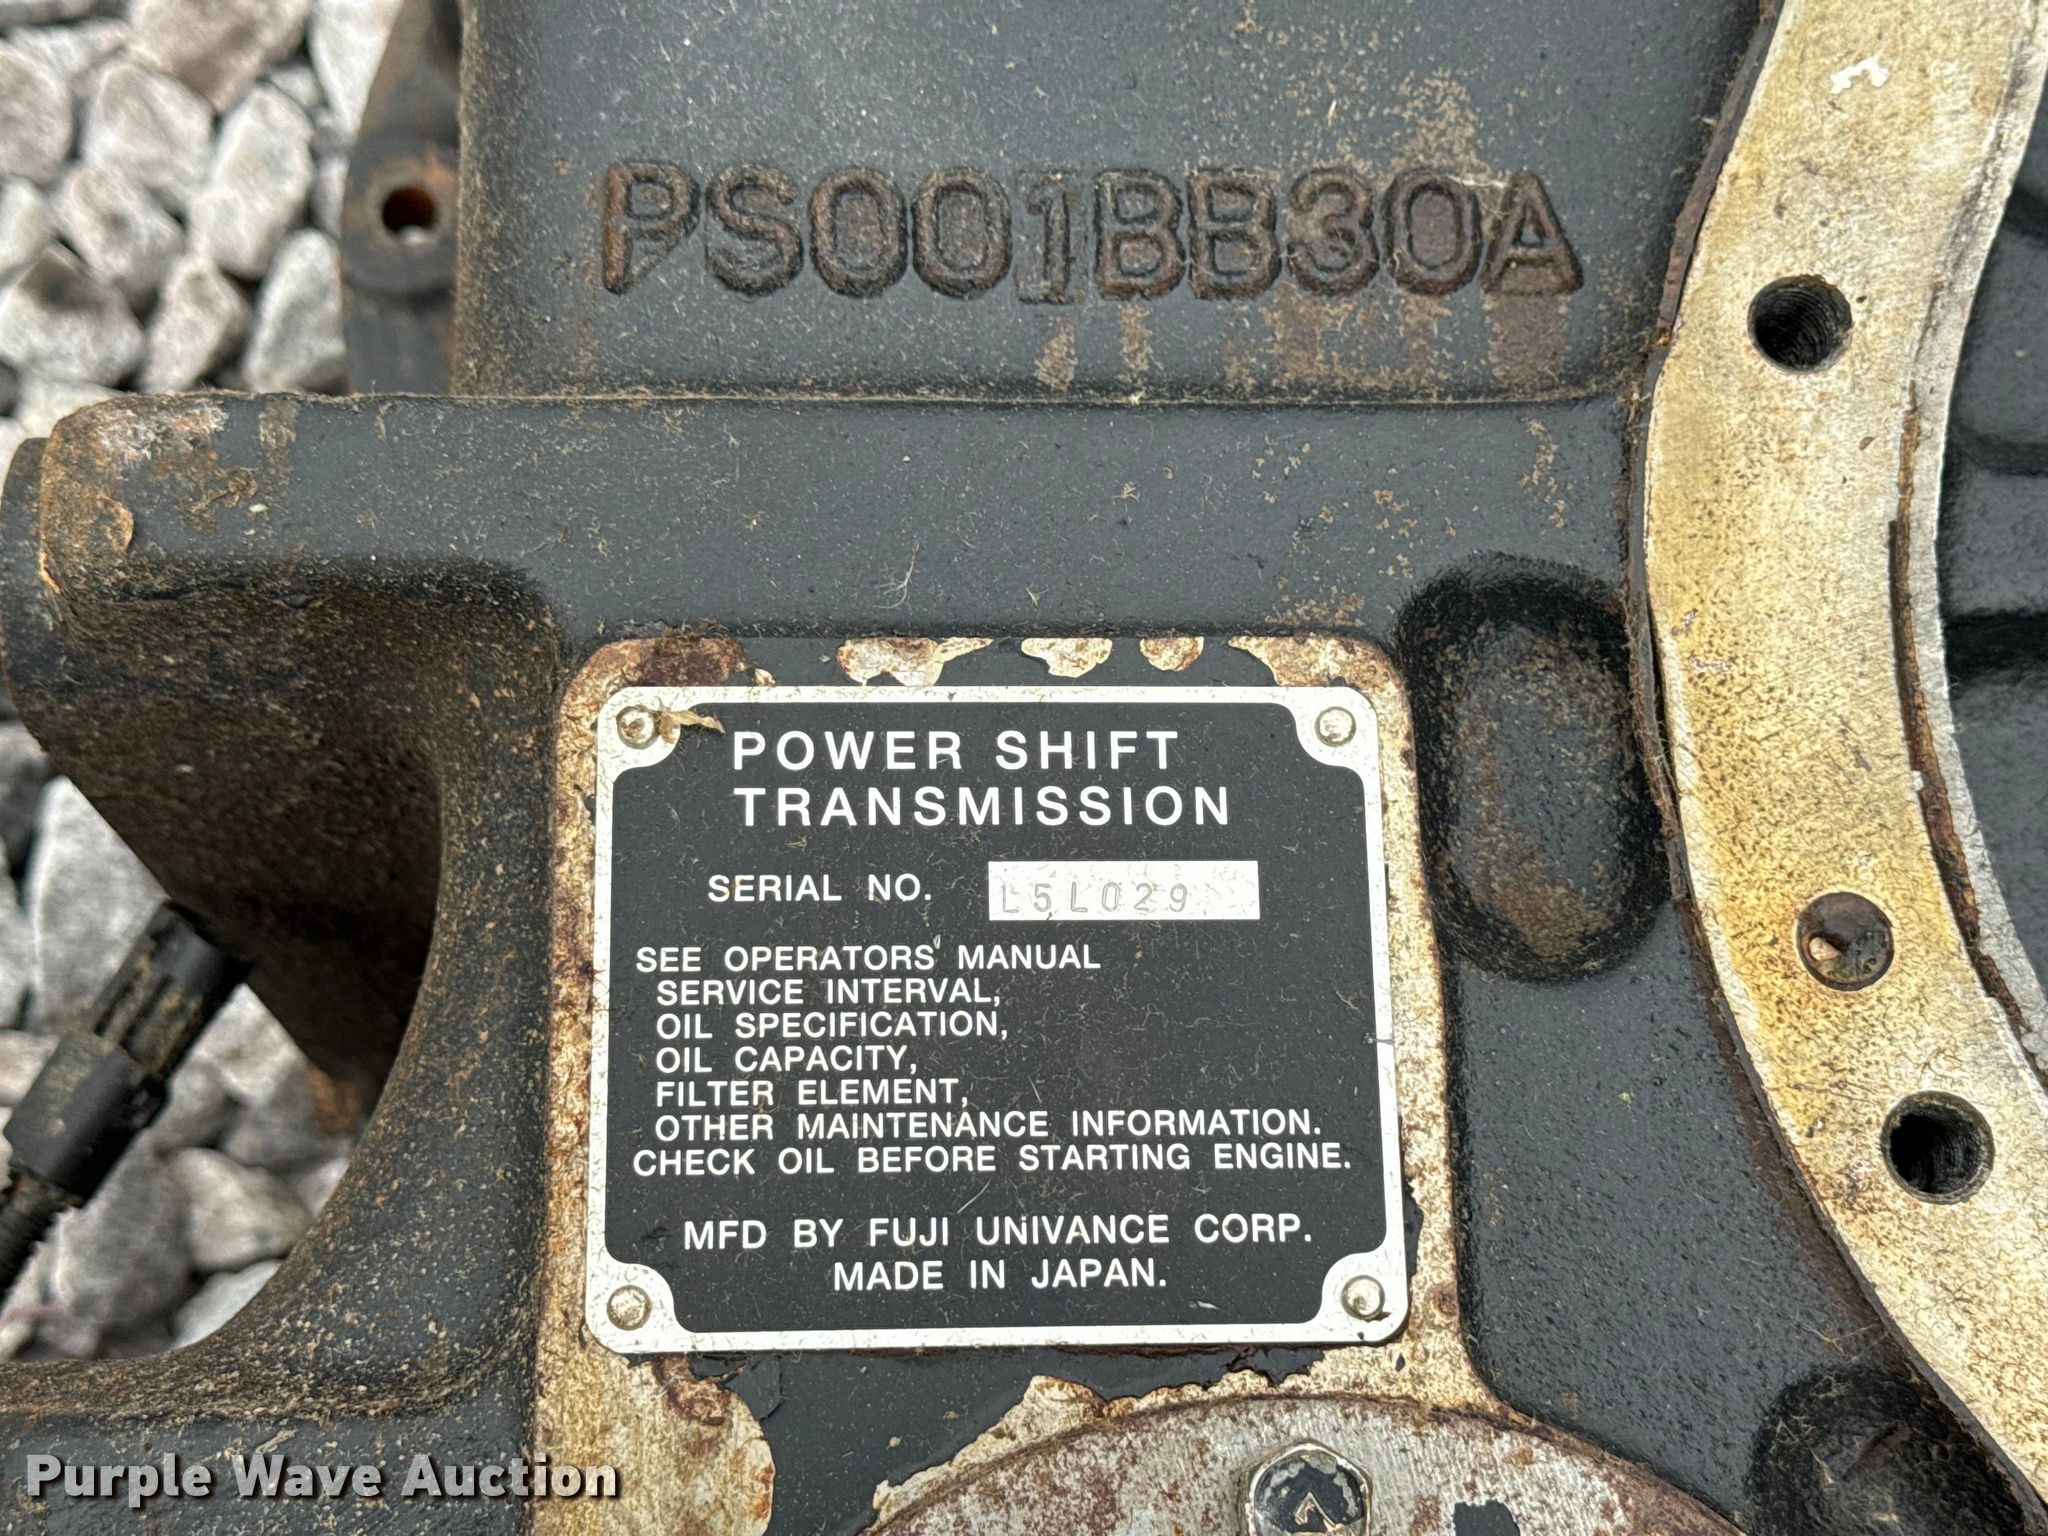 PS001BB30A
POWER SHIFT
TRANSMISSION
SERIAL NO. L5L029
SEE OPERATORS MANUAL
SERVICE INTERVAL,
OIL SPECIFICATION,
OIL CAPACITY,
FILTER ELEMENT,
OTHER MAINTENANCE INFORMATION.
CHECK OIL BEFORE STARTING ENGINE.
MFD BY FUJI UNIVANCE CORP.
MADE IN JAPAN.
Purple Wave Auction